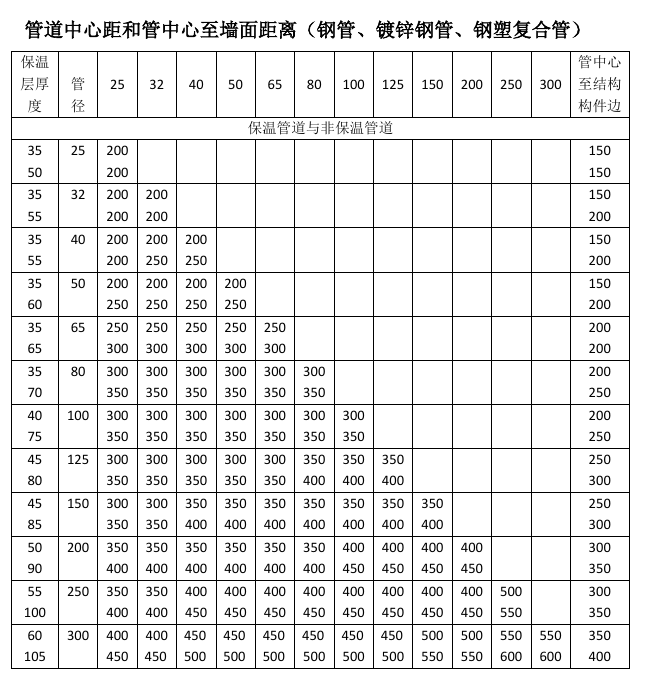 管道中心距和管中心至墙面距离（钢管、镀锌钢管、钢塑复合管）
保温层厚度 管径 25 32 40 50 65 80 100 125 150 200 250 300 管中心至结构构件边
保温管道与非保温管道
35 25 200 150
50 200 150
35 32 200 200 150
55 200 200 200
35 40 200 200 200 150
55 200 250 250 200
35 50 200 200 200 200 150
60 250 250 250 250 200
35 65 250 250 250 250 250 200
65 300 300 300 300 300 200
35 80 300 300 300 300 300 300 200
70 350 350 350 350 350 350 250
40 100 300 300 300 300 300 300 300 200
75 350 350 350 350 350 350 350 250
45 125 300 300 300 300 300 350 350 350 250
80 350 350 350 350 350 400 400 400 300
45 150 300 300 350 350 350 350 350 350 350 250
85 350 350 400 400 400 400 400 400 400 300
50 200 350 350 350 350 350 350 400 400 400 400 300
90 400 400 400 400 400 400 450 450 450 450 350
55 250 350 350 400 400 400 400 400 400 400 400 500 300
100 400 400 450 450 450 450 450 450 450 450 550 350
60 300 400 400 450 450 450 450 450 450 500 500 550 550 350
105 450 450 500 500 500 500 500 500 550 550 600 600 400